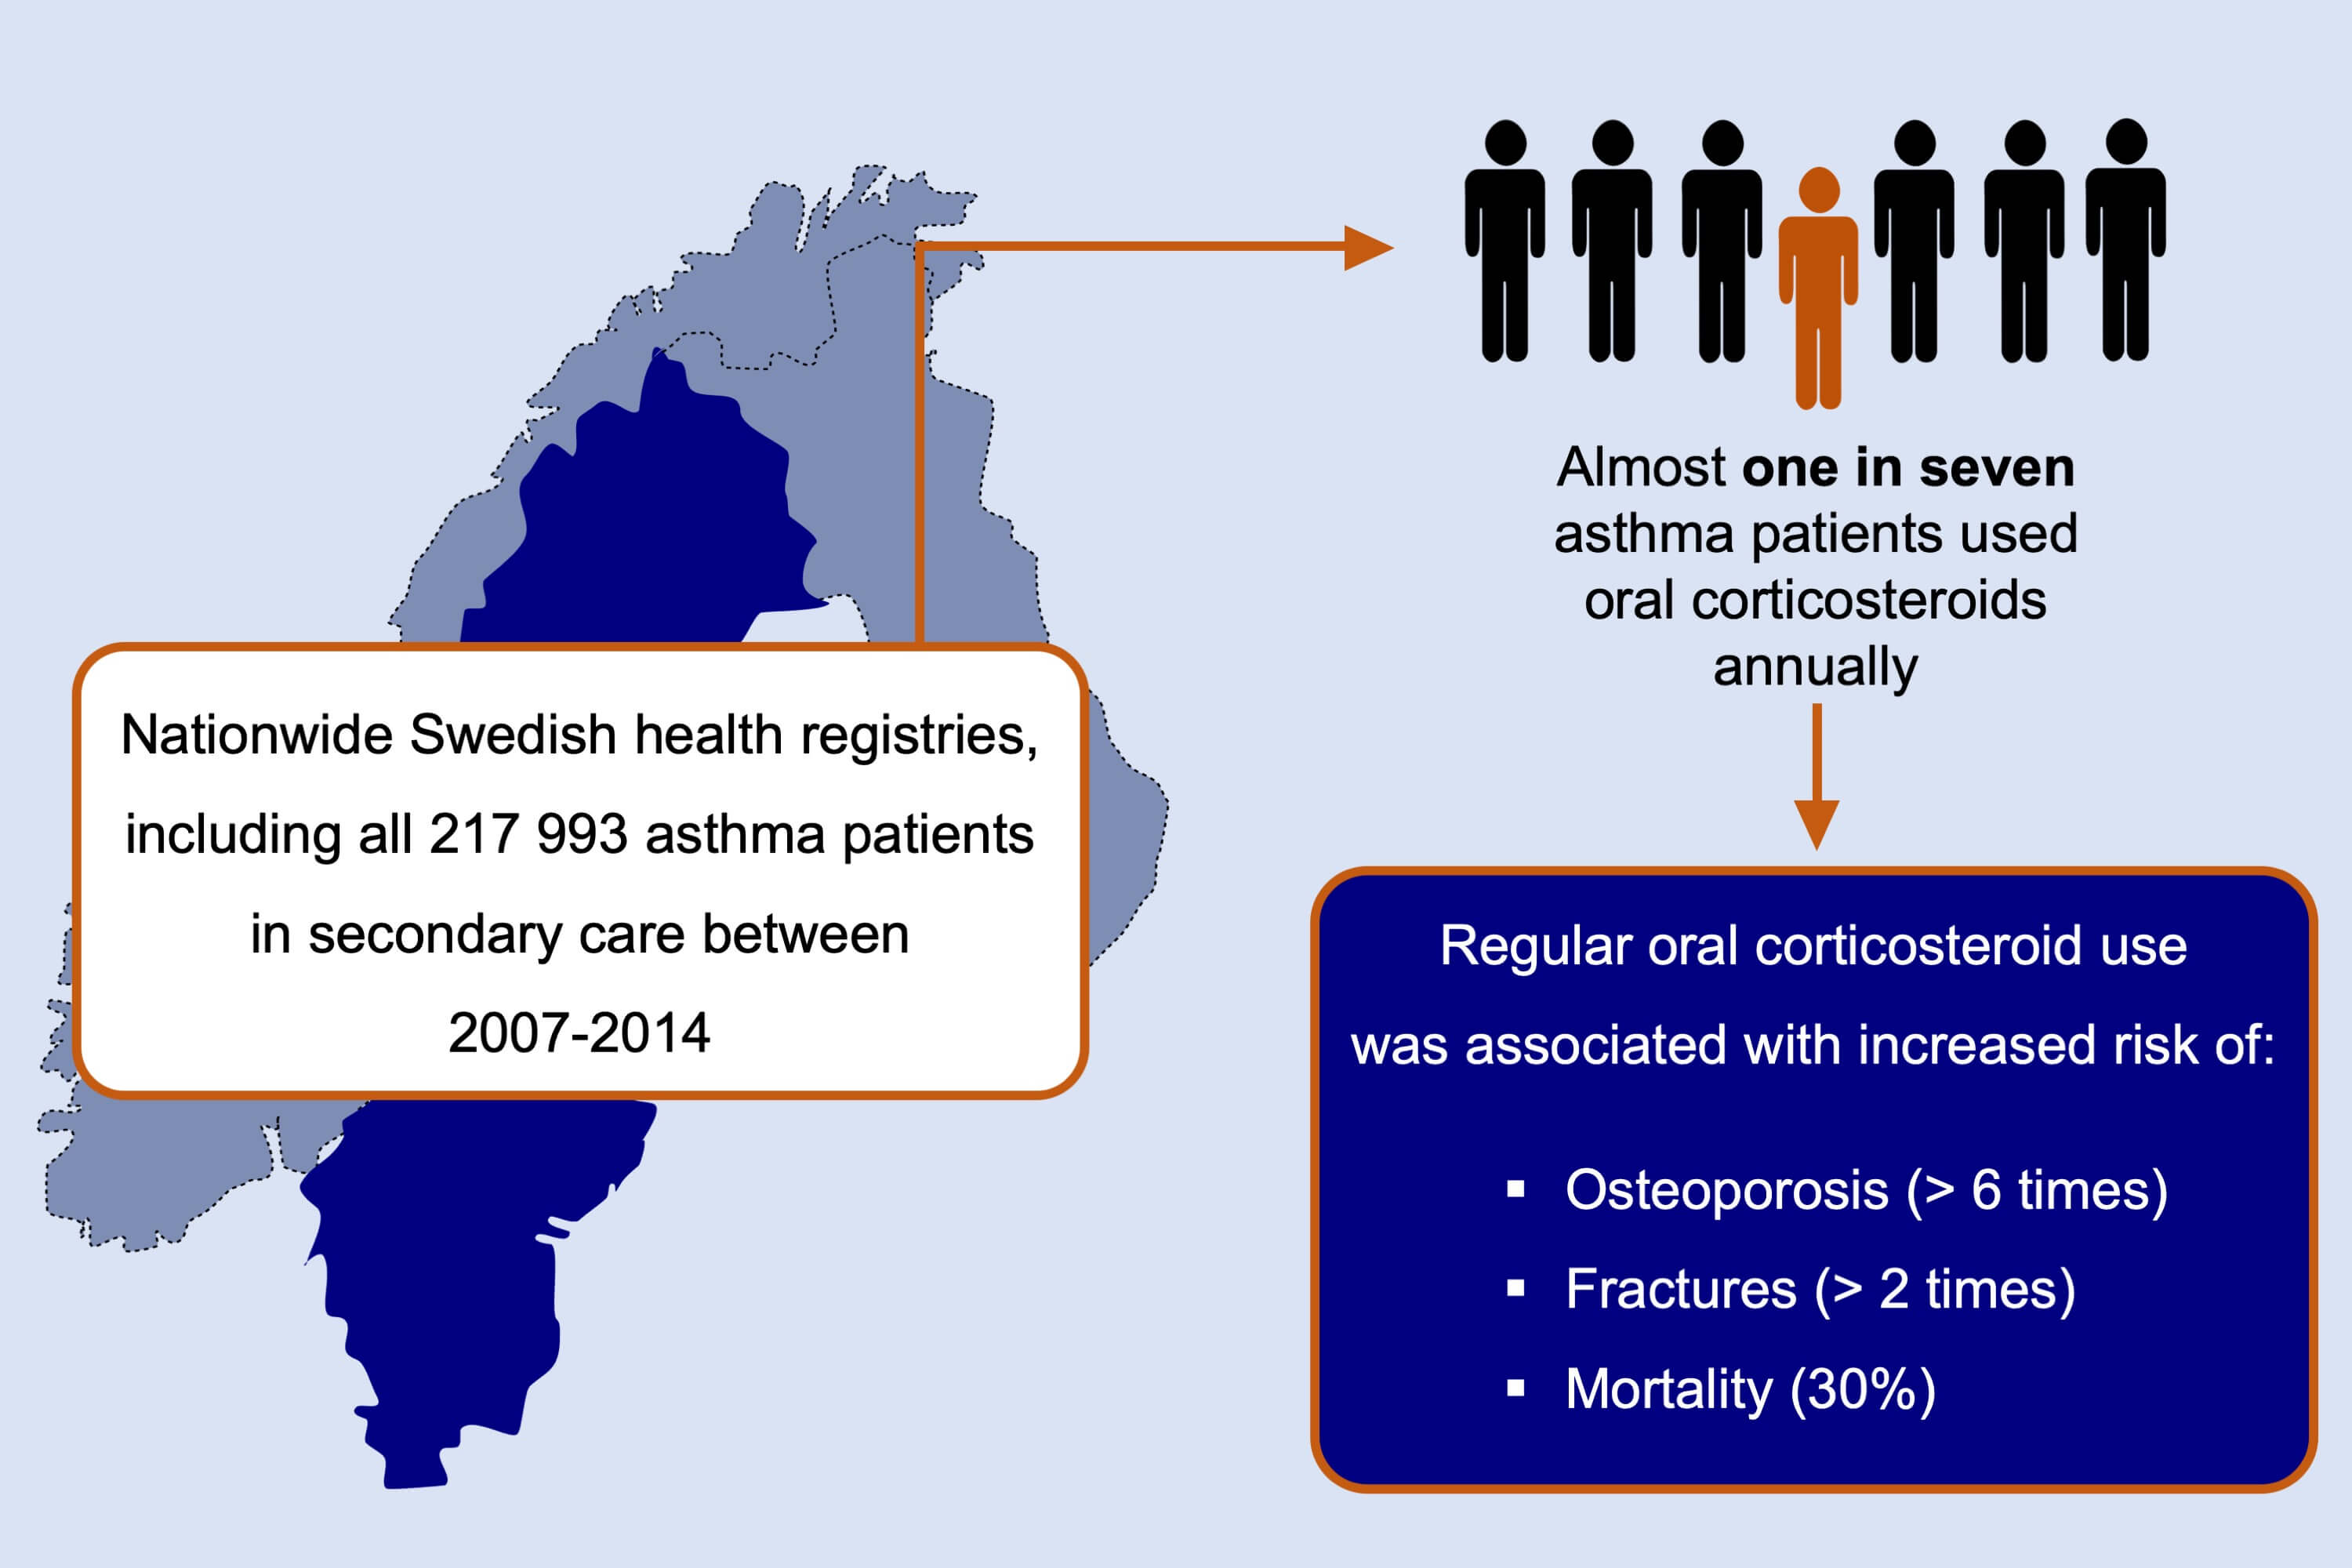 Nationwide Swedish health registries,
including all 217 993 asthma patients
in secondary care between
2007-2014
Almost one in seven
asthma patients used
oral corticosteroids
annually
Regular oral corticosteroid use
was associated with increased risk of:
▪ Osteoporosis (> 6 times)
▪ Fractures (> 2 times)
▪ Mortality (30%)